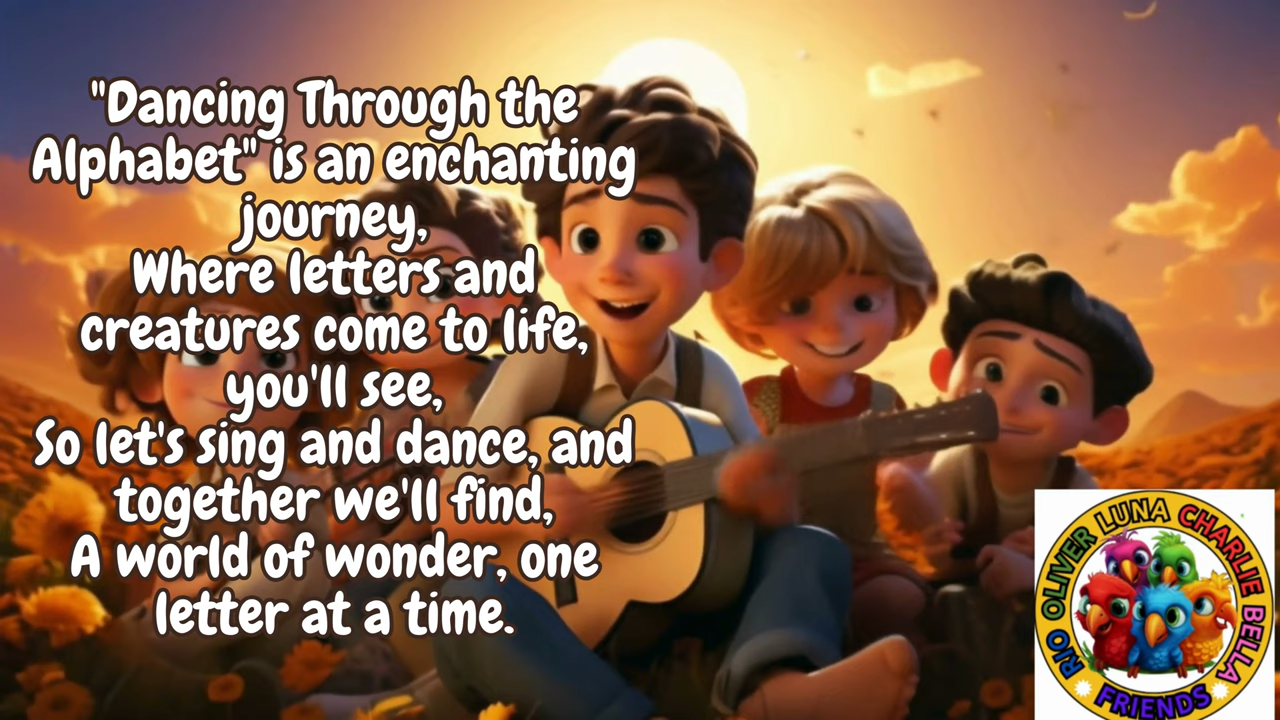 "Dancing Through the
Alphabet" is an enchanting
journey,
Where letters and
creatures come to life,
you'll see,
So let's sing and dance, and
together we'll find,
A world of wonder, one
letter at a time.
RIO OLIVER LUNA CHARLIE BELLA
FRIENDS